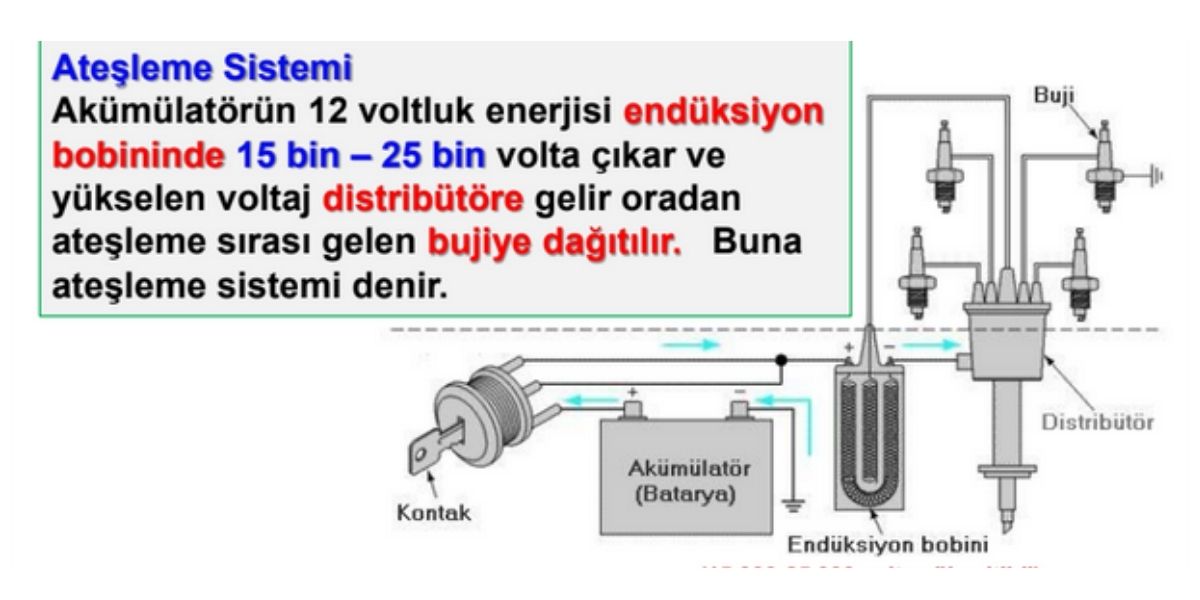 Ateşleme Sistemi
Akümülatörün 12 voltluk enerjisi endüksiyon
bobininde 15 bin – 25 bin volta çıkar ve
yükselen voltaj distribütöre gelir oradan
ateşleme sırası gelen bujiye dağıtılır. Buna
ateşleme sistemi denir.
Buji
+ −
+ −
Distribütör
Akümülatör
(Batarya)
Kontak
Endüksiyon bobini